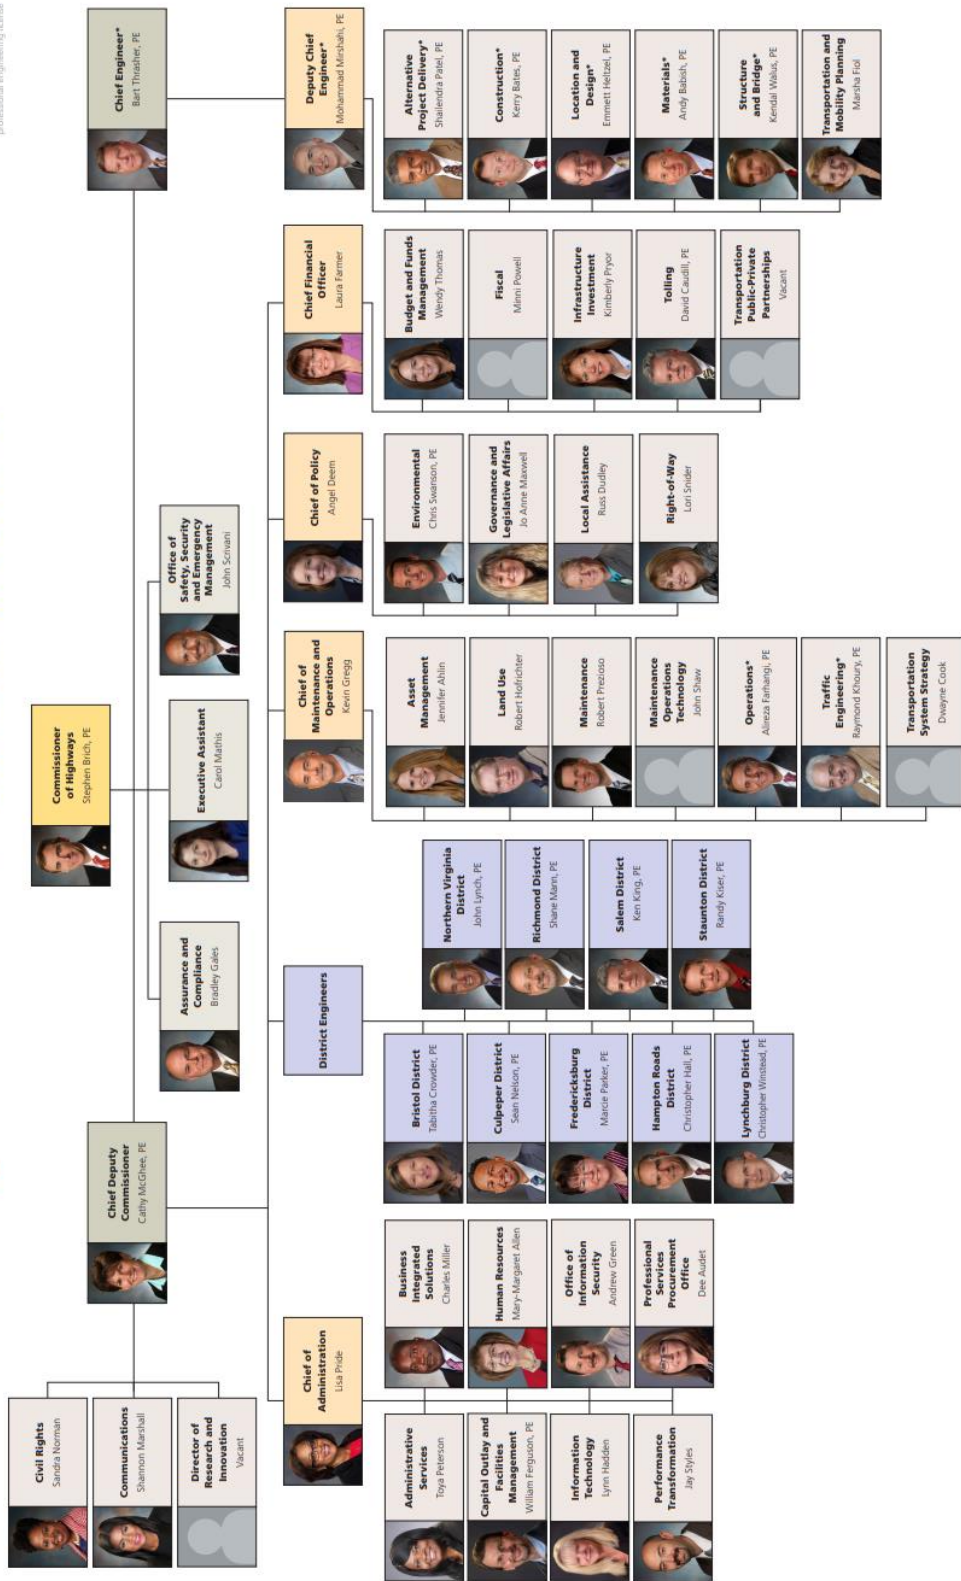 professional engineering license
Commissioner
of Highways
Stephen Brich, PE
Chief Deputy
Commissioner
Cathy McGhee, PE
Chief Engineer*
Bart Thrasher, PE
Civil Rights
Sandra Norman
Communications
Shannon Marshall
Director of
Research and
Innovation
Vacant
Assurance and
Compliance
Bradley Gales
Executive Assistant
Carol Mathis
Office of
Safety, Security
and Emergency
Management
John Scrivani
Chief of
Administration
Lisa Pride
District Engineers
Chief of
Maintenance and
Operations
Kevin Gregg
Chief of Policy
Angel Deem
Chief Financial
Officer
Laura Farmer
Deputy Chief
Engineer*
Mohammad Mirshahi, PE
Administrative
Services
Toya Peterson
Capital Outlay and
Facilities
Management
William Ferguson, PE
Information
Technology
Lynn Hadden
Performance
Transformation
Jay Styles
Business
Integrated
Solutions
Charles Miller
Human Resources
Mary-Margaret Allen
Office of
Information
Security
Andrew Green
Professional
Services
Procurement
Office
Dee Audet
Bristol District
Tabitha Crowder, PE
Culpeper District
Sean Nelson, PE
Fredericksburg
District
Marcie Parker, PE
Hampton Roads
District
Christopher Hall, PE
Lynchburg District
Christopher Winstead, PE
Northern Virginia
District
John Lynch, PE
Richmond District
Shane Mann, PE
Salem District
Ken King, PE
Staunton District
Randy Kiser, PE
Asset
Management
Jennifer Ahlin
Land Use
Robert Hofrichter
Maintenance
Robert Prezioso
Maintenance
Operations
Technology
John Shaw
Operations*
Alireza Farhangi, PE
Traffic
Engineering*
Raymond Khoury, PE
Transportation
System Strategy
Dwayne Cook
Environmental
Chris Swanson, PE
Governance and
Legislative Affairs
Jo Anne Maxwell
Local Assistance
Russ Dudley
Right-of-Way
Lori Snider
Budget and Funds
Management
Wendy Thomas
Fiscal
Minni Powell
Infrastructure
Investment
Kimberly Pryor
Tolling
David Caudill, PE
Transportation
Public-Private
Partnerships
Vacant
Alternative
Project Delivery*
Shailendra Patel, PE
Construction*
Kerry Bates, PE
Location and
Design*
Emmett Heltzel, PE
Materials*
Andy Babish, PE
Structure
and Bridge*
Kendal Walus, PE
Transportation and
Mobility Planning
Marsha Fiol